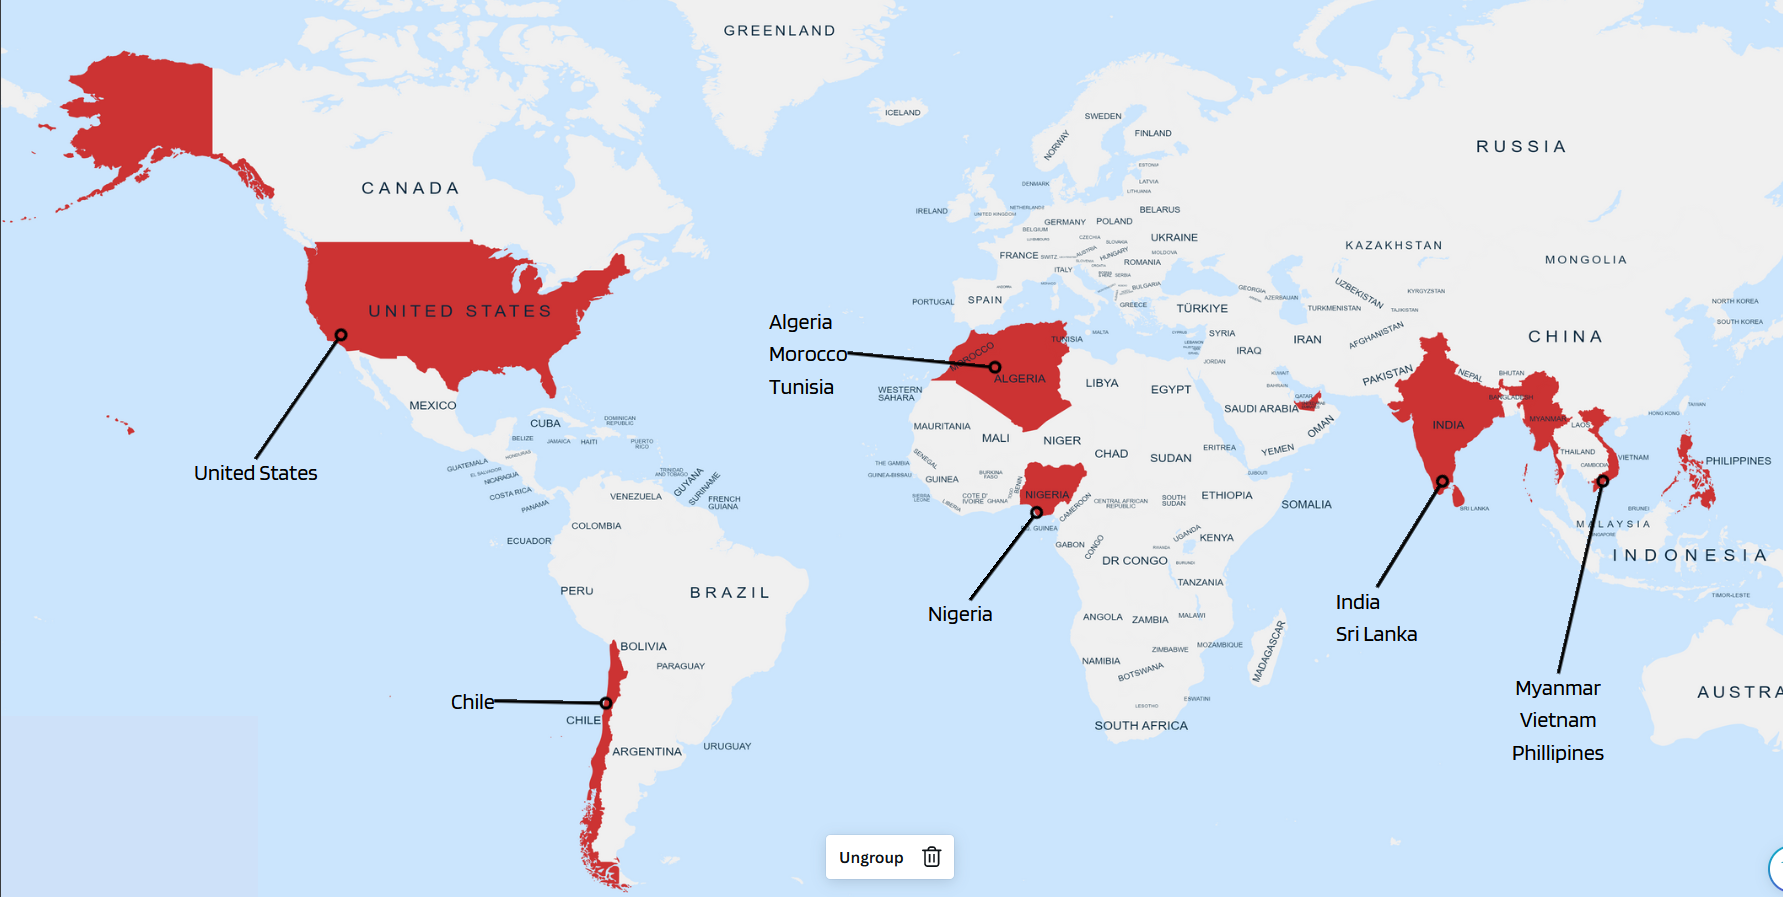 GREENLAND
ICELAND
SWEDEN
NORWAY
FINLAND
RUSSIA
ESTONIA
LATVIA
LITHUANIA
DENMARK
CANADA
IRELAND
UNITED KINGDOM
NETHERLANDS
BELARUS
GERMANY
POLAND
BELGIUM
LUXEMBOURG
CZECHIA
SLOVAKIA
UKRAINE
KAZAKHSTAN
FRANCE
SWITZ
AUSTRIA
HUNGARY
MOLDOVA
ROMANIA
MONGOLIA
ITALY
SERBIA
BULGARIA
UZBEKISTAN
KYRGYZSTAN
PORTUGAL
SPAIN
GREECE
TÜRKIYE
GEORGIA
AZERBAIJAN
TURKMENISTAN
TAJIKISTAN
NORTH KOREA
SOUTH KOREA
UNITED STATES
Algeria
Morocco
Tunisia
MOROCCO
TUNISIA
MALTA
ALGERIA
CYPRUS
LEBANON
SYRIA
IRAQ
IRAN
AFGHANISTAN
CHINA
JORDAN
KUWAIT
BAHRAIN
QATAR
PAKISTAN
NEPAL
BHUTAN
BANGLADESH
WESTERN
SAHARA
LIBYA
EGYPT
SAUDI ARABIA
OMAN
YEMEN
INDIA
MYANMAR
LAOS
HONG KONG
TAIWAN
THAILAND
VIETNAM
CAMBODIA
PHILIPPINES
MEXICO
CUBA
DOMINICAN
REPUBLIC
BELIZE
JAMAICA
HAITI
PUERTO
RICO
GUATEMALA
HONDURAS
EL SALVADOR
NICARAGUA
COSTA RICA
PANAMA
TRINIDAD
AND TOBAGO
United States
VENEZUELA
GUYANA
SURINAME
FRENCH
GUIANA
COLOMBIA
ECUADOR
MAURITANIA
MALI
NIGER
CHAD
SUDAN
ERITREA
DJIBOUTI
THE GAMBIA
SENEGAL
GUINEA-BISSAU
GUINEA
BURKINA
FASO
SIERRA
LEONE
LIBERIA
COTE D'
IVOIRE
GHANA
TOGO
BENIN
NIGERIA
CAMEROON
CENTRAL AFRICAN
REPUBLIC
SOUTH
SUDAN
ETHIOPIA
SOMALIA
GUINEA
SRI LANKA
BRUNEI
MALAYSIA
SINGAPORE
INDONESIA
GABON
CONGO
DR CONGO
UGANDA
KENYA
RWANDA
BURUNDI
TANZANIA
PERU
BRAZIL
Nigeria
India
Sri Lanka
TIMOR-LESTE
ANGOLA
ZAMBIA
MALAWI
MOZAMBIQUE
ZIMBABWE
MADAGASCAR
NAMIBIA
BOTSWANA
BOLIVIA
PARAGUAY
Chile
CHILE
ESWATINI
LESOTHO
SOUTH AFRICA
Myanmar
Vietnam
Phillipines
AUSTRA
ARGENTINA
URUGUAY
Ungroup